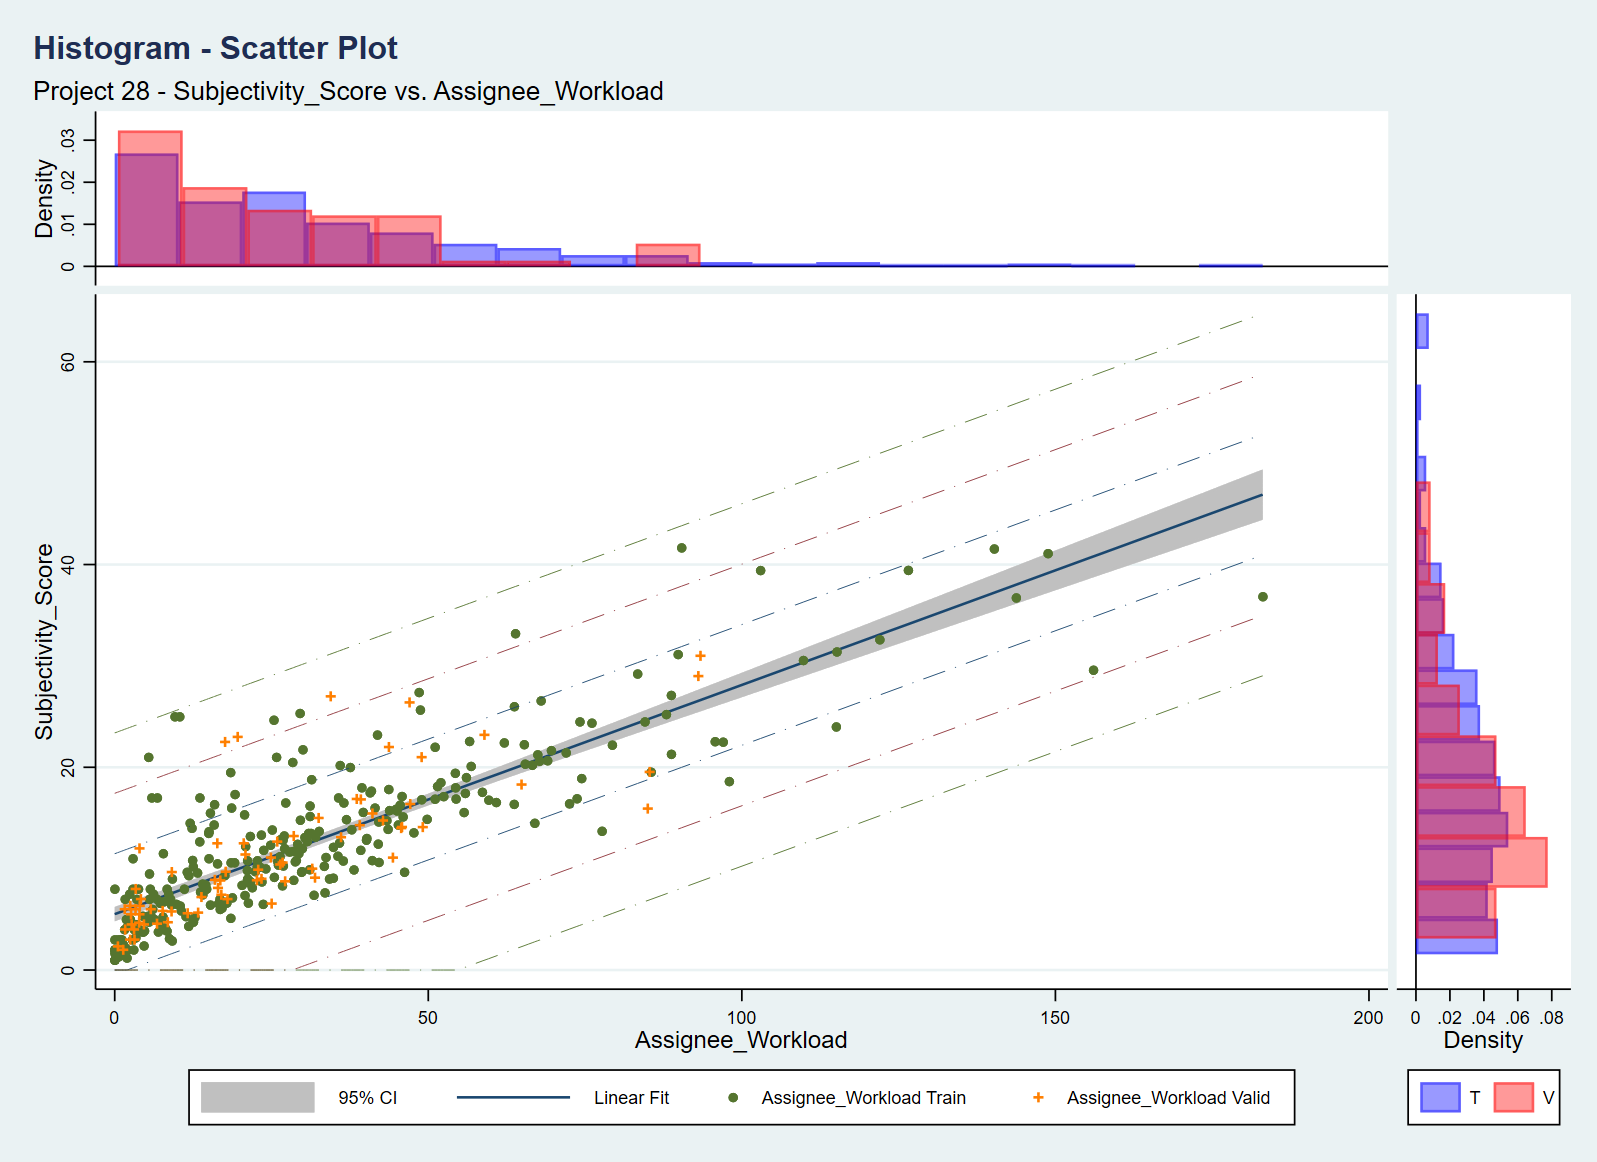 Histogram - Scatter Plot
Project 28 - Subjectivity_Score vs. Assignee_Workload
Density
.03
.02
.01
0
Subjectivity_Score
60
40
20
0
0 50 100 150 200
Assignee_Workload
0 .02 .04 .06 .08
Density
95% CI Linear Fit Assignee_Workload Train Assignee_Workload Valid
T V